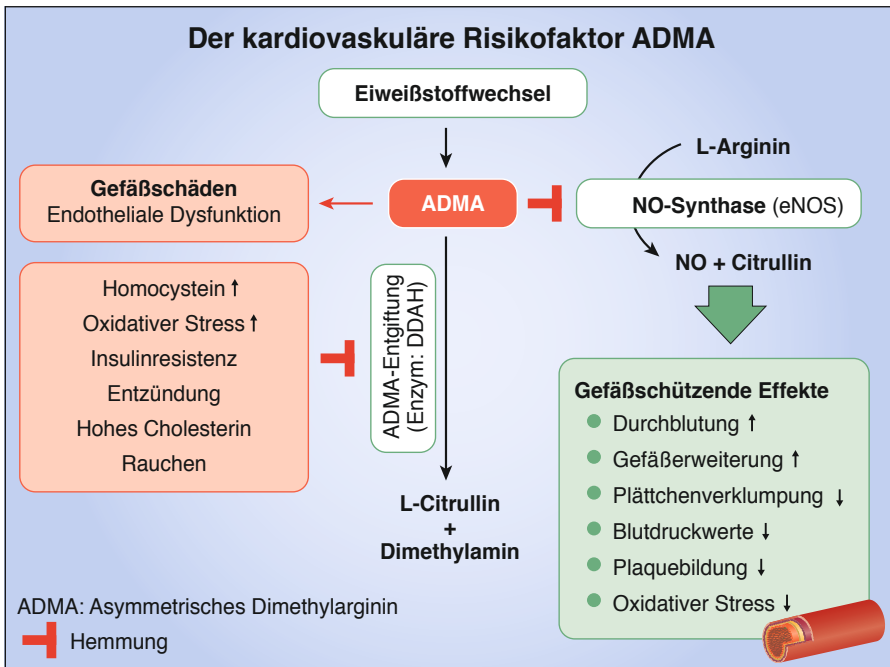 Der kardiovaskuläre Risikofaktor ADMA
Eiweißstoffwechsel
L-Arginin
Gefäßschäden
Endotheliale Dysfunktion
ADMA
NO-Synthase (eNOS)
NO + Citrullin
Homocystein ↑
Oxidativer Stress ↑
Insulinresistenz
Entzündung
Hohes Cholesterin
Rauchen
ADMA-Entgiftung
(Enzym: DDAH)
L-Citrullin
+
Dimethylamin
Gefäßschützende Effekte
Durchblutung ↑
Gefäßerweiterung ↑
Plättchenverklumpung ↓
Blutdruckwerte ↓
Plaquebildung ↓
Oxidativer Stress ↓
ADMA: Asymmetrisches Dimethylarginin
Hemmung